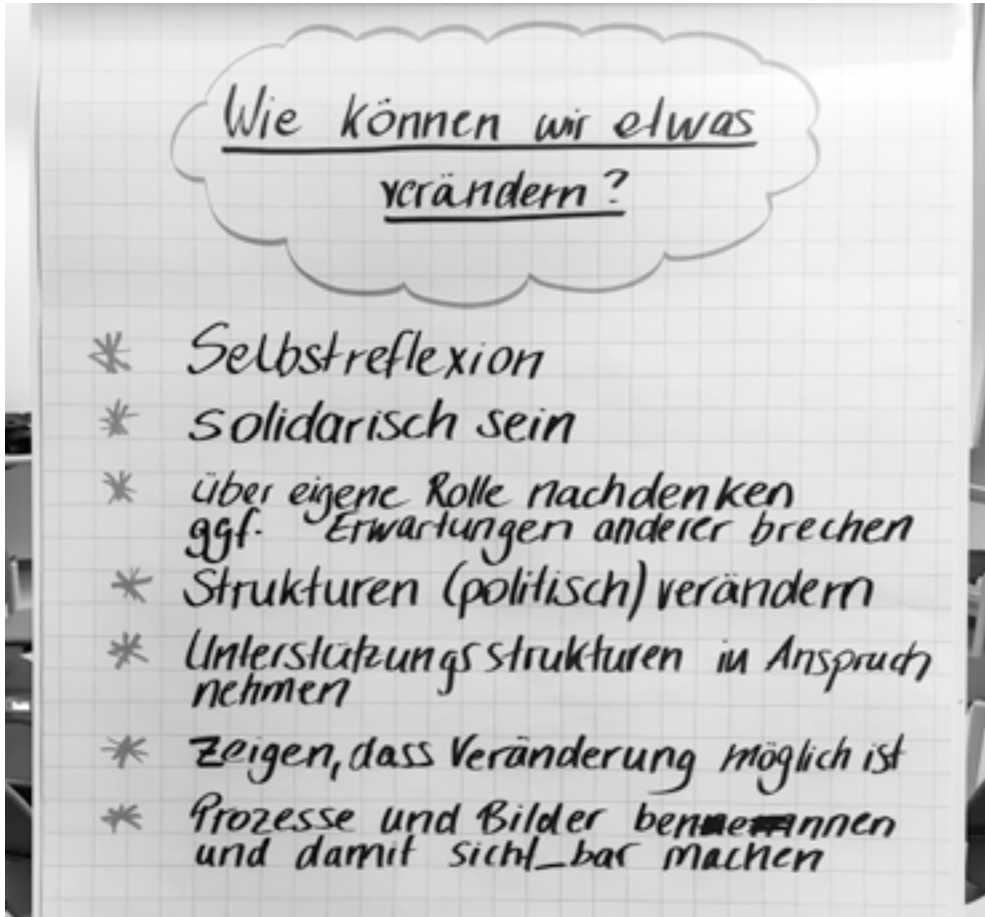 Wie können wir etwas
verändern?
* Selbstreflexion
* solidarisch sein
* über eigene Rolle nachdenken
ggf. Erwartungen anderer brechen
* Strukturen (politisch) verändern
* Unterstützungsstrukturen in Anspruch
nehmen
* Zeigen, dass Veränderung möglich ist
* Prozesse und Bilder benennen
und damit sicht_bar machen